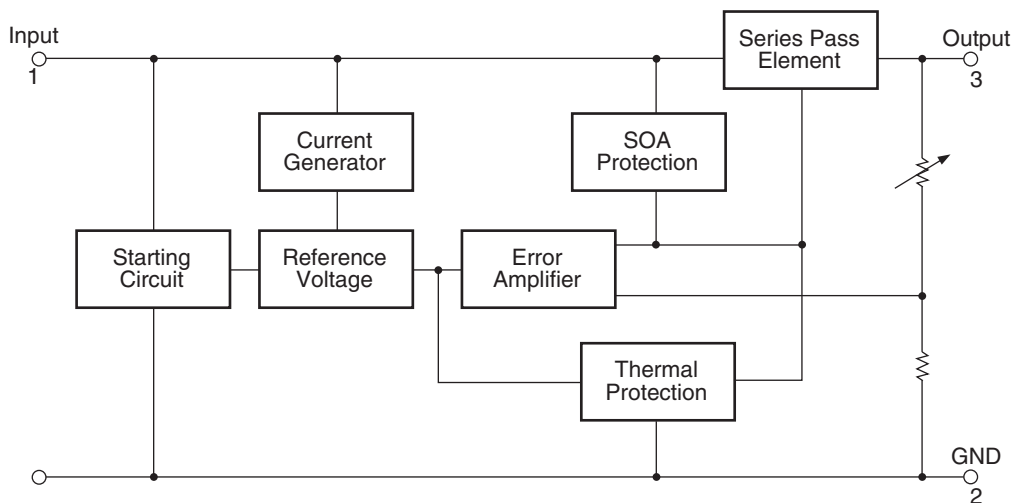 Input
1
Series Pass
Element
Output
3
Current
Generator
SOA
Protection
Starting
Circuit
Reference
Voltage
Error
Amplifier
Thermal
Protection
GND
2